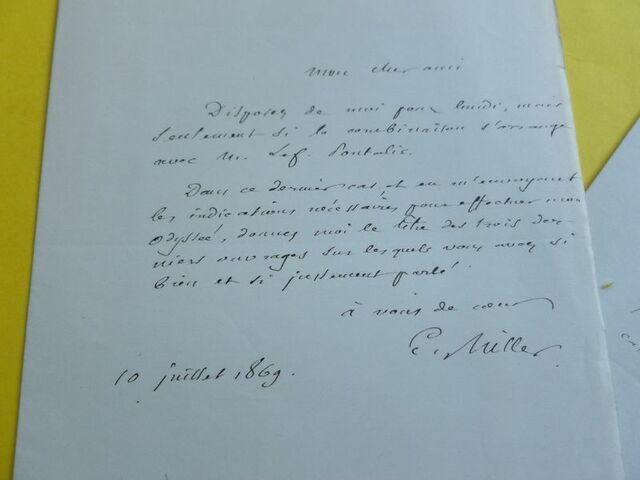 mon cher ami
Disposez de moi pour lundi, mais
seulement si la combinaison s'arrange
avec M. Lef. Pontalis.
Dans ce dernier cas, et en m'envoyant
les indications nécessaires pour effectuer mon
odyssée, donnez moi le titre des trois der-
niers ouvrages sur lesquels vous avez si
bien et si justement parlé.
à vous de cœur
E. Miller
10 juillet 1869.